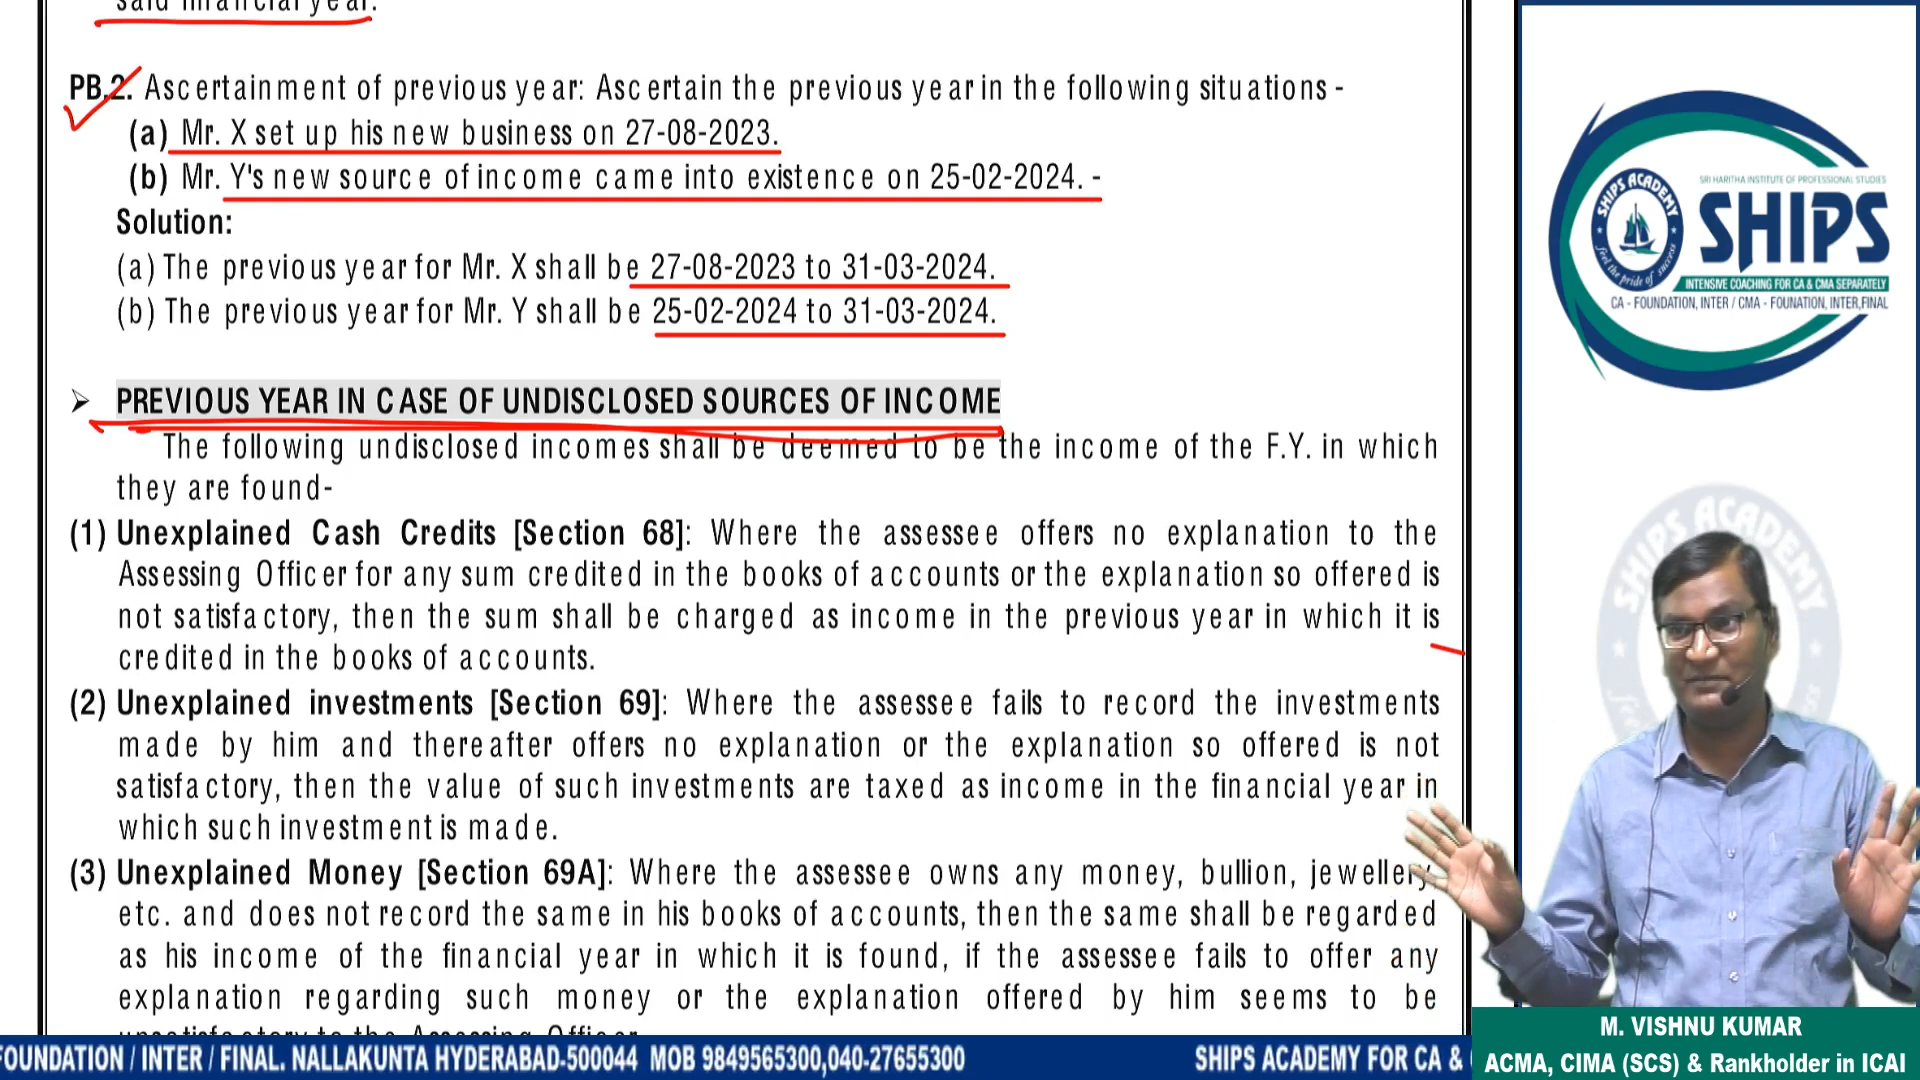 said financial year.
PB.2. Ascertainment of previous year: Ascertain the previous year in the following situations -
(a) Mr. X set up his new business on 27-08-2023.
(b) Mr. Y's new source of income came into existence on 25-02-2024. -
Solution:
(a) The previous year for Mr. X shall be 27-08-2023 to 31-03-2024.
(b) The previous year for Mr. Y shall be 25-02-2024 to 31-03-2024.
➢ PREVIOUS YEAR IN CASE OF UNDISCLOSED SOURCES OF INCOME
The following undisclosed incomes shall be deemed to be the income of the F.Y. in which
they are found-
(1) Unexplained Cash Credits [Section 68]: Where the assessee offers no explanation to the
Assessing Officer for any sum credited in the books of accounts or the explanation so offered is
not satisfactory, then the sum shall be charged as income in the previous year in which it is
credited in the books of accounts.
(2) Unexplained investments [Section 69]: Where the assessee fails to record the investments
made by him and thereafter offers no explanation or the explanation so offered is not
satisfactory, then the value of such investments are taxed as income in the financial year in
which such investment is made.
(3) Unexplained Money [Section 69A]: Where the assessee owns any money, bullion, jewellery,
etc. and does not record the same in his books of accounts, then the same shall be regarded
as his income of the financial year in which it is found, if the assessee fails to offer any
explanation regarding such money or the explanation offered by him seems to be
unsatisfactory to the Assessing Officer.
SRI HARITHA INSTITUTE OF PROFESSIONAL STUDIES
SHIPS ACADEMY
feel the pride of success
SHIPS
INTENSIVE COACHING FOR CA & CMA SEPARATELY
CA - FOUNDATION, INTER / CMA - FOUNATION, INTER,FINAL
SHIPS ACADEMY
M. VISHNU KUMAR
ACMA, CIMA (SCS) & Rankholder in ICAI
FOUNDATION / INTER / FINAL. NALLAKUNTA HYDERABAD-500044 MOB 9849565300,040-27655300
SHIPS ACADEMY FOR CA &